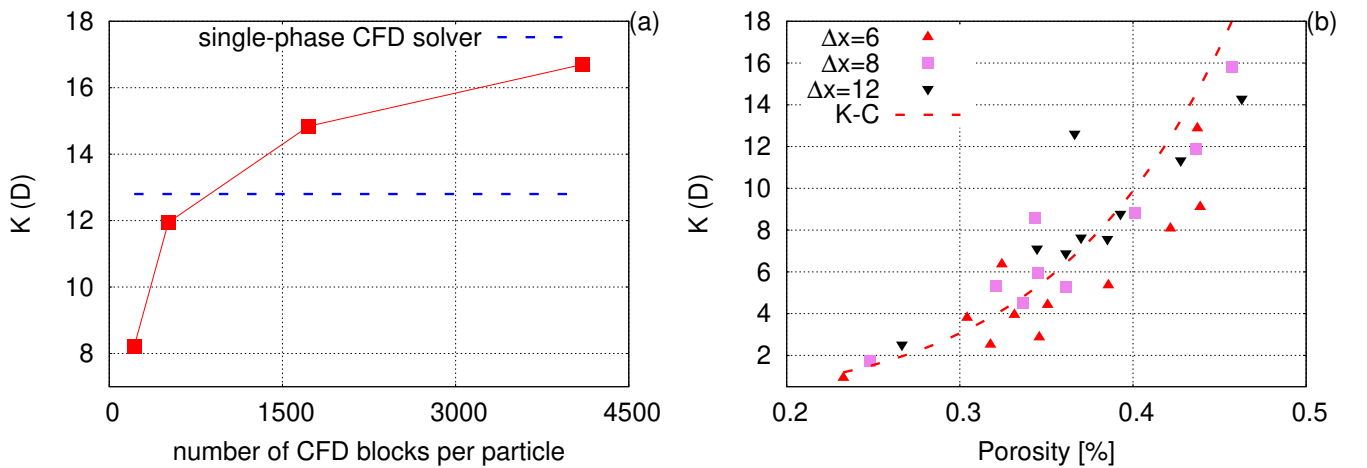 18
16
14
12
10
8
K (D)
single-phase CFD solver
(a)
0
1500
3000
4500
number of CFD blocks per particle
18
16
14
12
10
8
6
4
2
K (D)
Δx=6
Δx=8
Δx=12
K-C
(b)
0.2
0.3
0.4
0.5
Porosity [%]